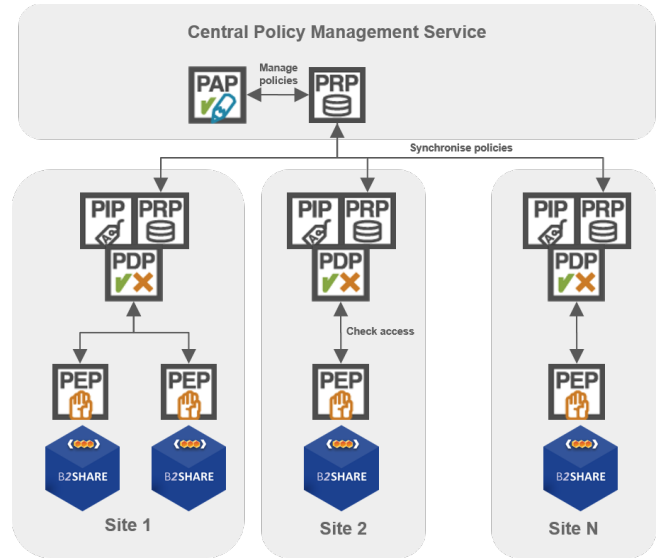 Central Policy Management Service
PAP
Manage
policies
PRP
Synchronise policies
PIP PRP
PDP
PIP PRP
PDP
PIP PRP
PDP
Check access
PEP
PEP
PEP
PEP
B2SHARE
B2SHARE
B2SHARE
B2SHARE
Site 1
Site 2
Site N